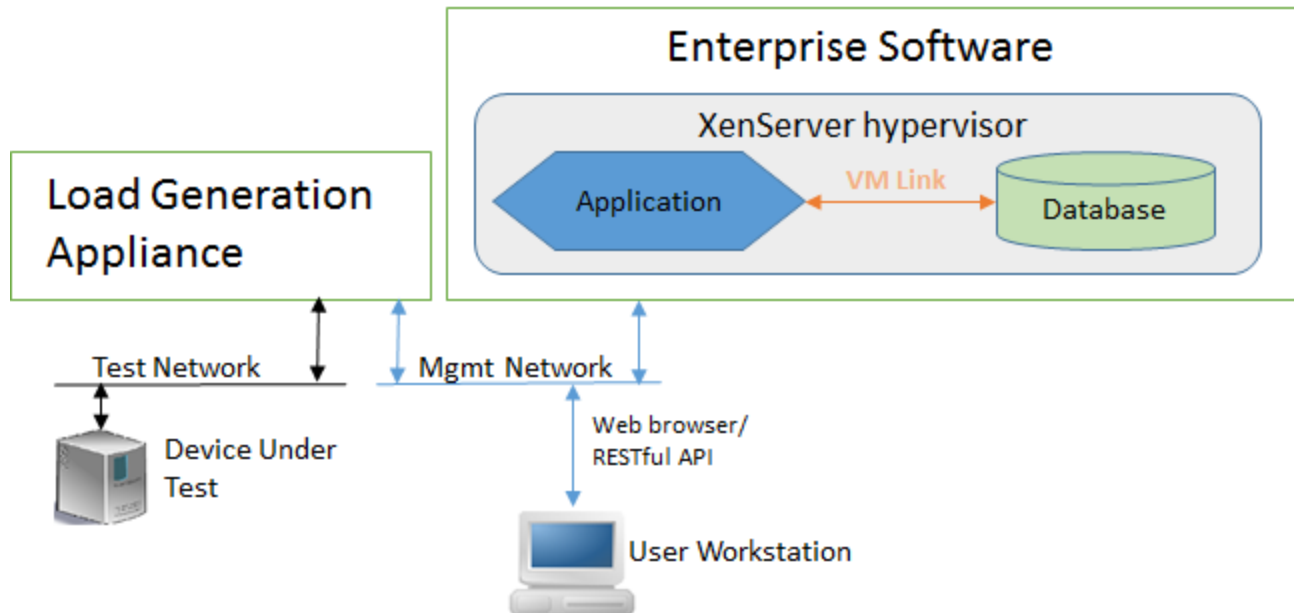 Enterprise Software
XenServer hypervisor
Load Generation
Appliance
Application
VM Link
Database
Test Network
Mgmt Network
Device Under
Test
Web browser/
RESTful API
User Workstation